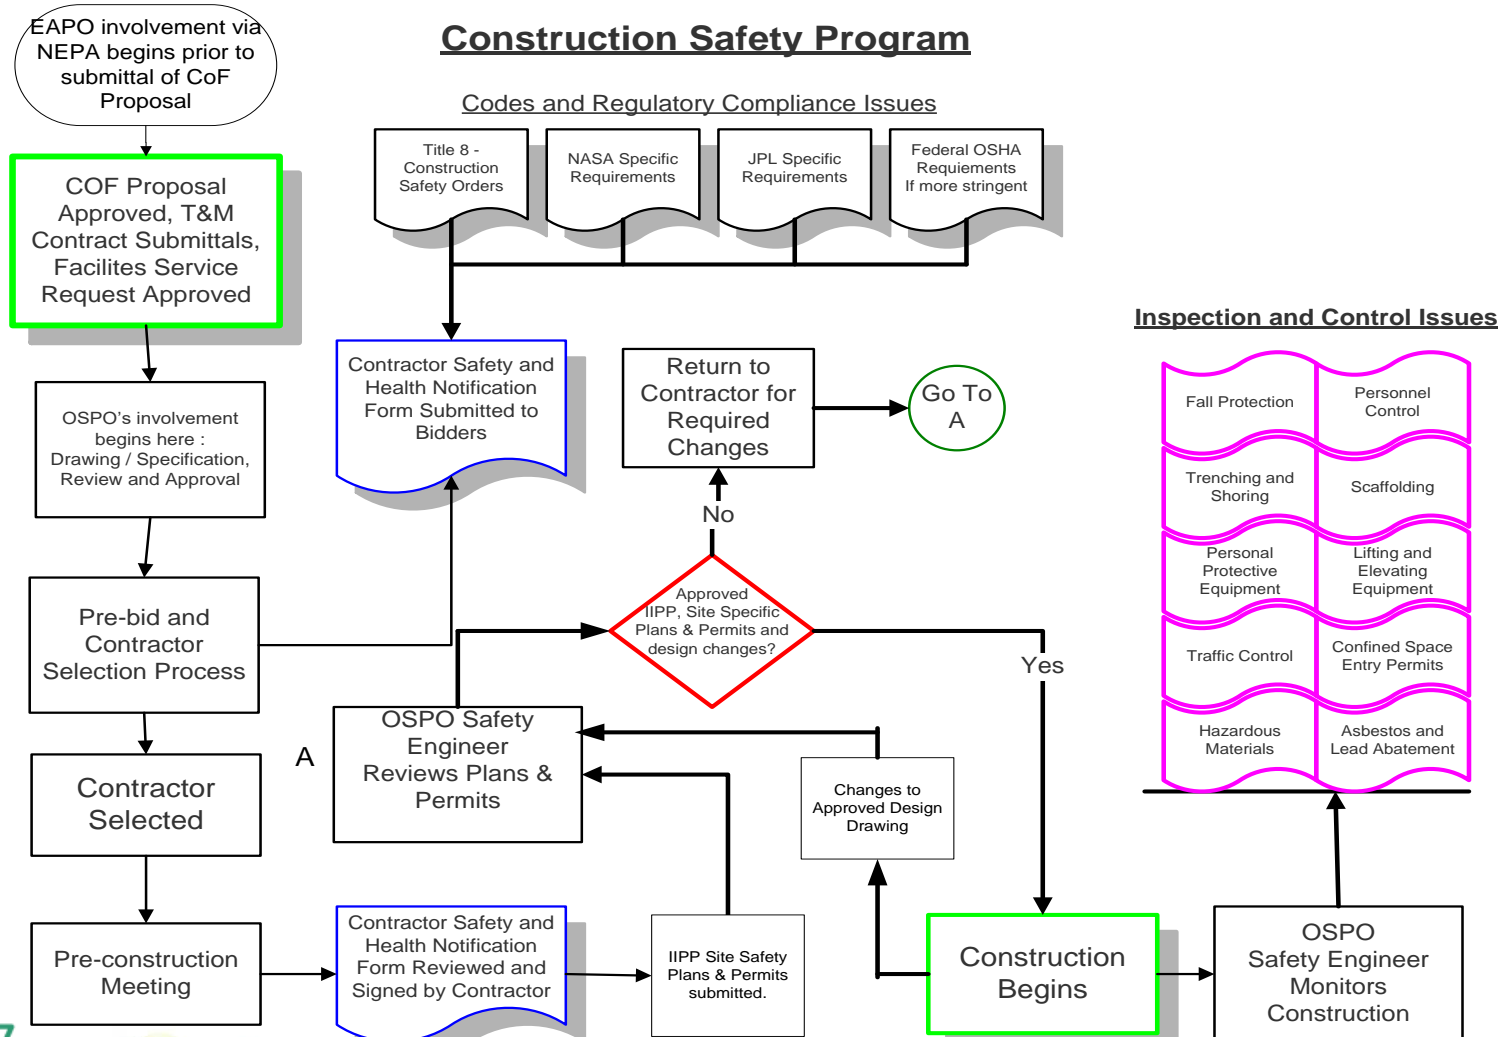 Construction Safety Program
EAPO involvement via
NEPA begins prior to
submittal of CoF
Proposal
COF Proposal
Approved, T&M
Contract Submittals,
Facilites Service
Request Approved
OSPO's involvement
begins here :
Drawing / Specification,
Review and Approval
Pre-bid and
Contractor
Selection Process
Contractor
Selected
Pre-construction
Meeting
Codes and Regulatory Compliance Issues
Title 8 -
Construction
Safety Orders
NASA Specific
Requirements
JPL Specific
Requirements
Federal OSHA
Requiements
If more stringent
Contractor Safety and
Health Notification
Form Submitted to
Bidders
Return to
Contractor for
Required
Changes
Go To
A
No
Approved
IIPP, Site Specific
Plans & Permits and
design changes?
Yes
A
OSPO Safety
Engineer
Reviews Plans &
Permits
Changes to
Approved Design
Drawing
Contractor Safety and
Health Notification
Form Reviewed and
Signed by Contractor
IIPP Site Safety
Plans & Permits
submitted.
Construction
Begins
OSPO
Safety Engineer
Monitors
Construction
Inspection and Control Issues
Fall Protection
Personnel
Control
Trenching and
Shoring
Scaffolding
Personal
Protective
Equipment
Lifting and
Elevating
Equipment
Traffic Control
Confined Space
Entry Permits
Hazardous
Materials
Asbestos and
Lead Abatement